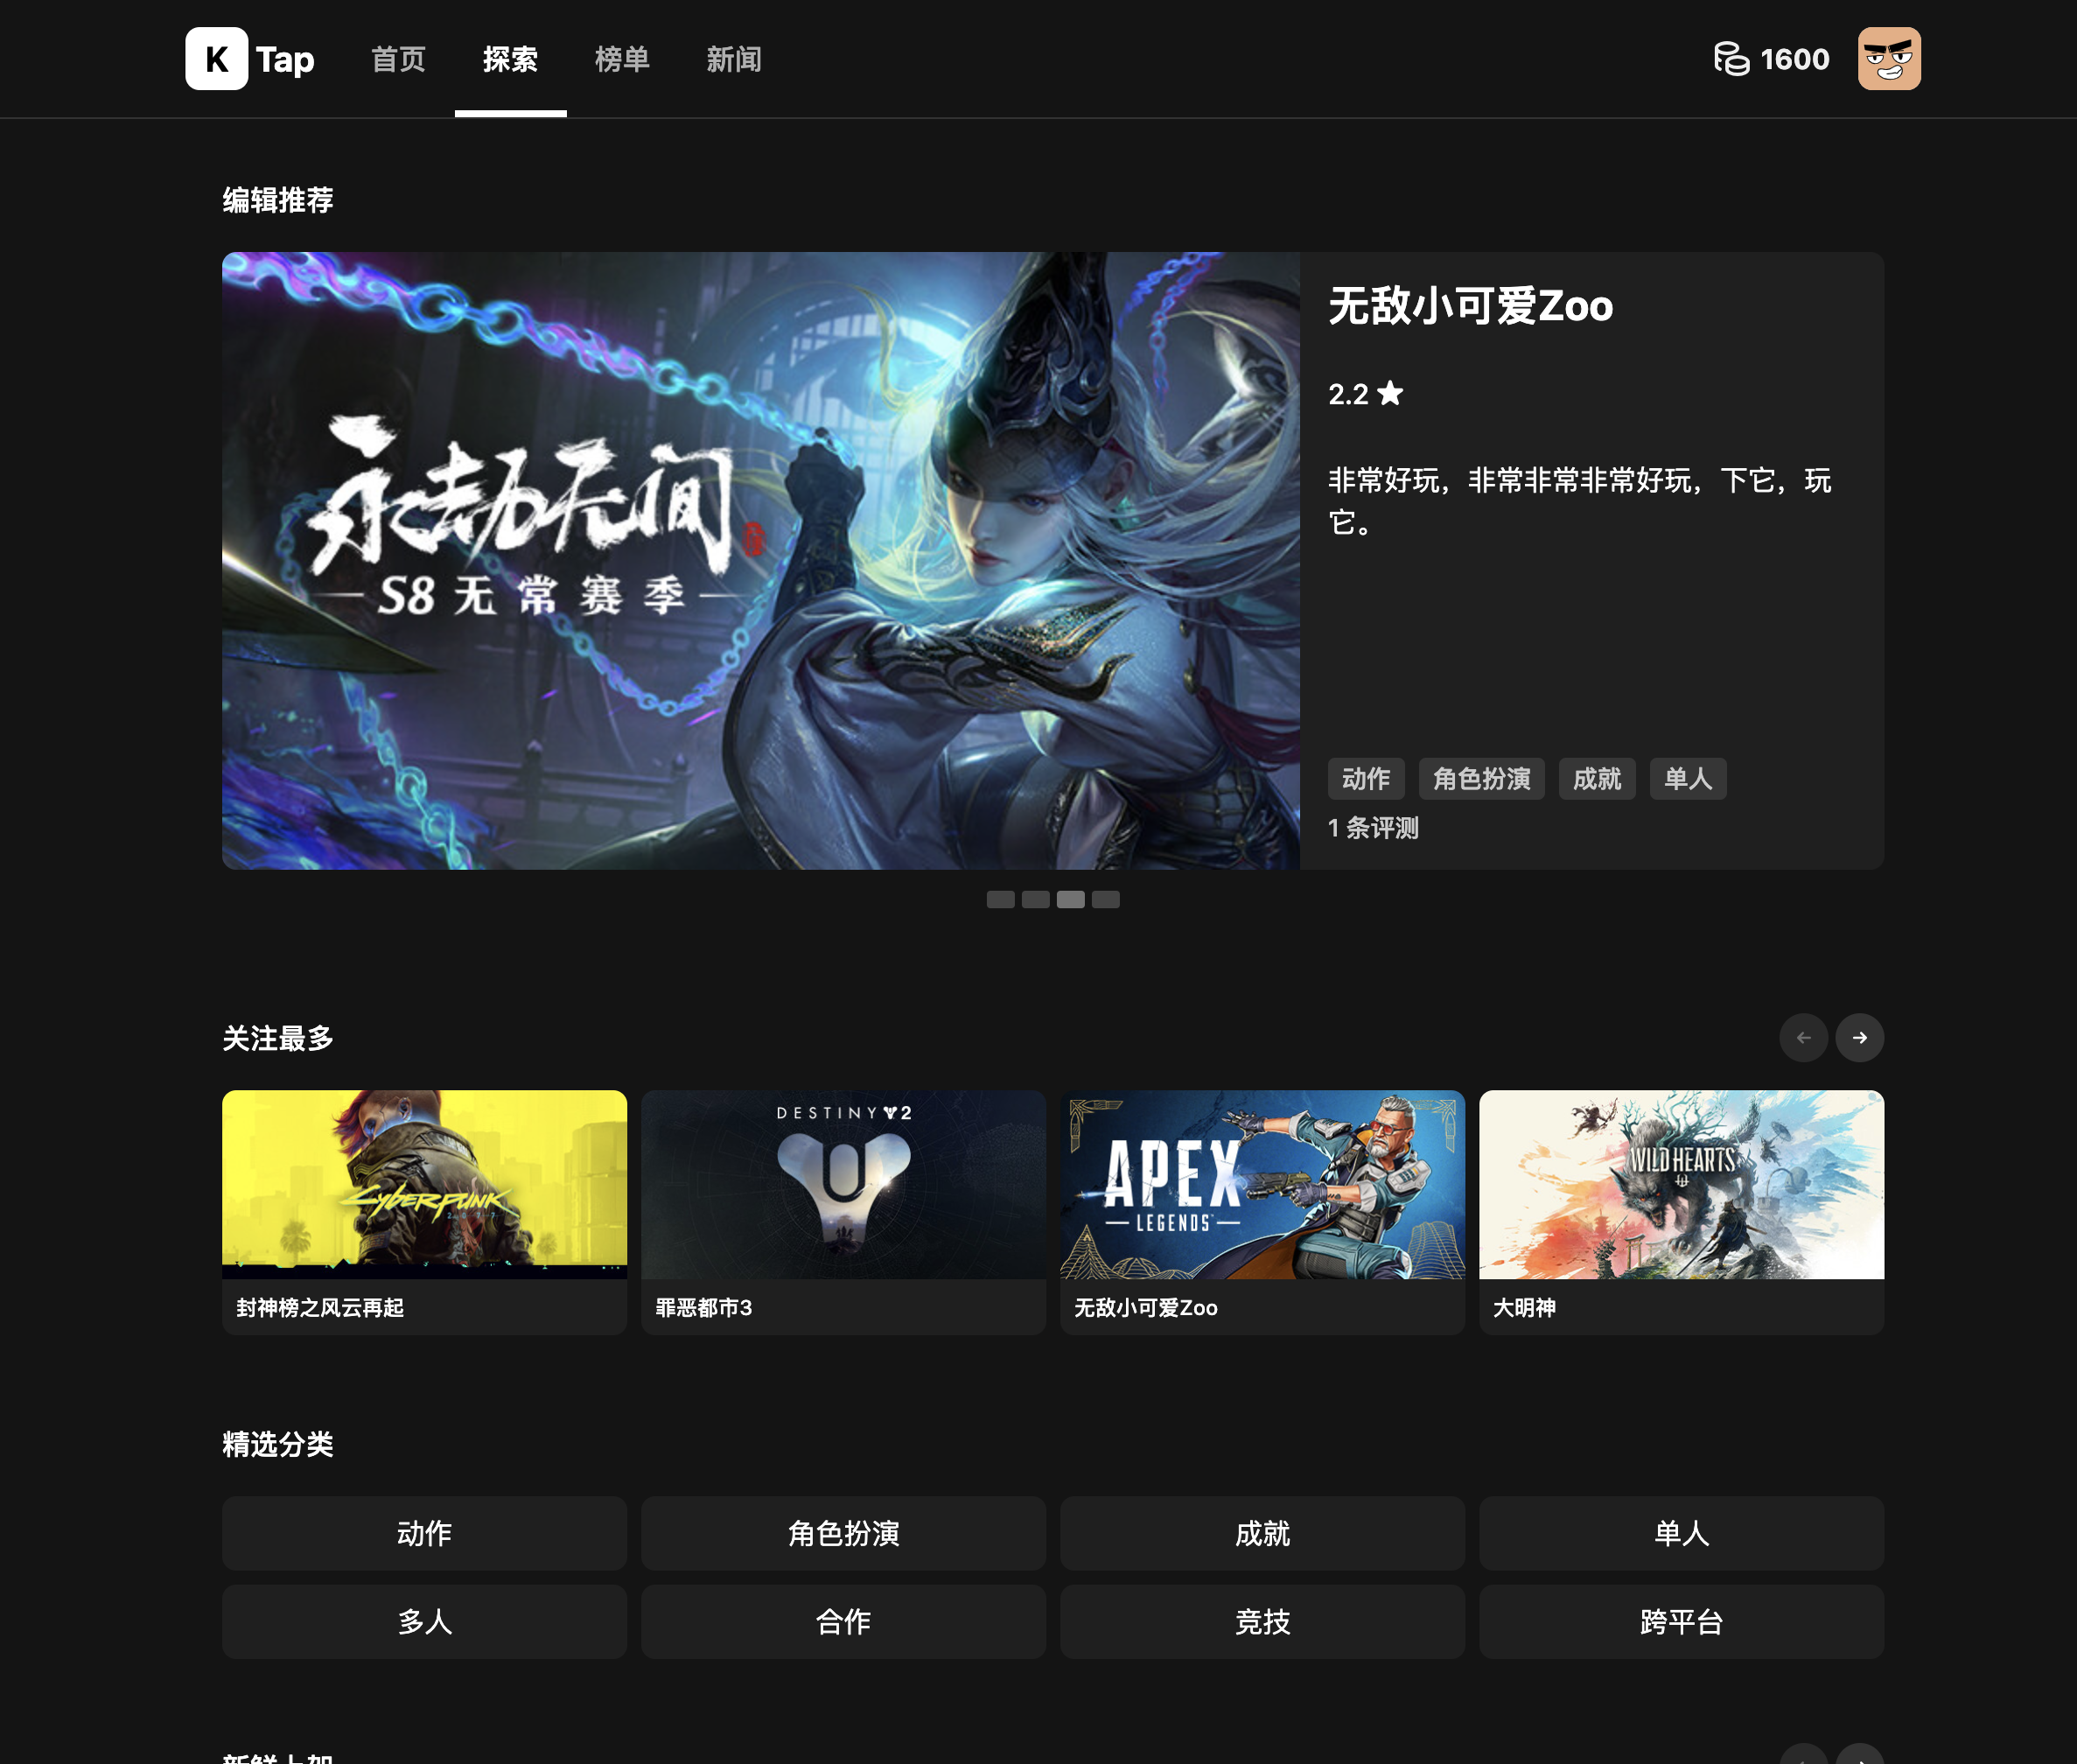 K Tap
首页
探索
榜单
新闻
1600
编辑推荐
永劫无间
S8 无常赛季
无敌小可爱Zoo
2.2
非常好玩，非常非常非常好玩，下它，玩
它。
动作
角色扮演
成就
单人
1 条评测
关注最多
Cyberpunk
2077
DESTINY 2
APEX
LEGENDS
WILD HEARTS
封神榜之风云再起
罪恶都市3
无敌小可爱Zoo
大明神
精选分类
动作
角色扮演
成就
单人
多人
合作
竞技
跨平台
新鲜上架